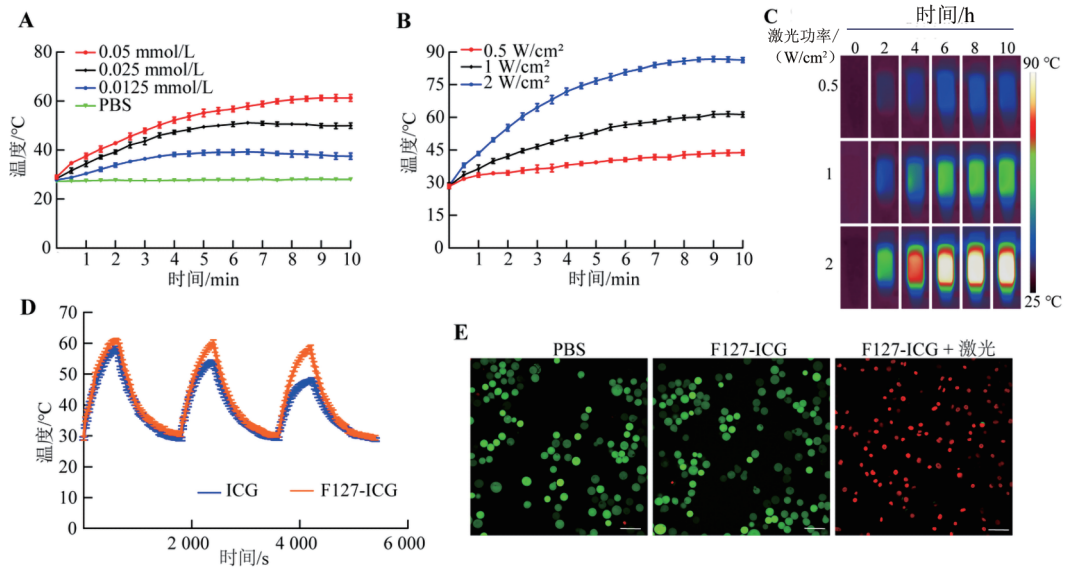 A
80
60
40
20
0
温度/℃
0.05 mmol/L
0.025 mmol/L
0.0125 mmol/L
PBS
1 2 3 4 5 6 7 8 9 10
时间/min
B
90
75
60
45
30
15
0
温度/℃
0.5 W/cm²
1 W/cm²
2 W/cm²
1 2 3 4 5 6 7 8 9 10
时间/min
C
时间/h
激光功率/
(W/cm²)
0 2 4 6 8 10
0.5
1
2
90 ℃
25 ℃
D
70
60
50
40
30
20
10
0
温度/℃
ICG
F127-ICG
2 000 4 000 6 000
时间/s
E
PBS
F127-ICG
F127-ICG + 激光